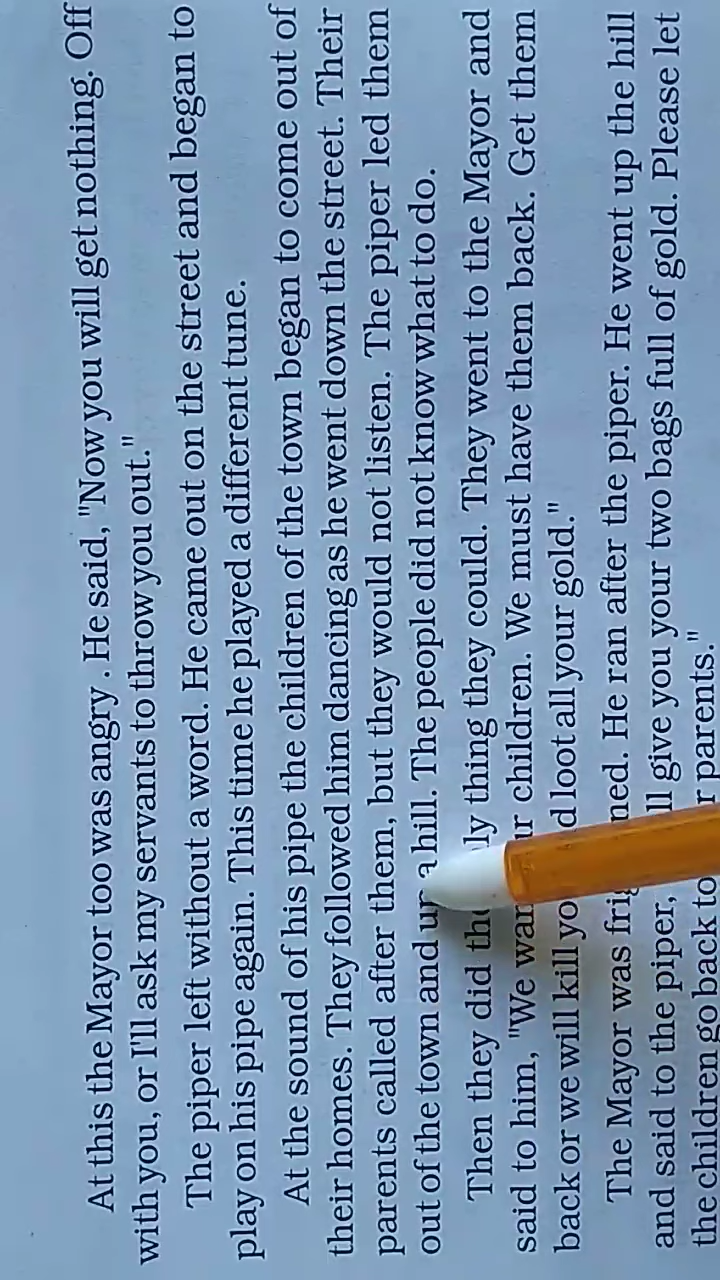 At this the Mayor too was angry . He said, "Now you will get nothing. Off
with you, or I'll ask my servants to throw you out."
The piper left without a word. He came out on the street and began to
play on his pipe again. This time he played a different tune.
At the sound of his pipe the children of the town began to come out of
their homes. They followed him dancing as he went down the street. Their
parents called after them, but they would not listen. The piper led them
out of the town and up a hill. The people did not know what to do.
Then they did the thing they could. They went to the Mayor and
said to him, "We children. We must have them back. Get them
back or we will kill loot all your gold."
The Mayor was He ran after the piper. He went up the hill
and said to the piper, give you your two bags full of gold. Please let
the children go back to parents."